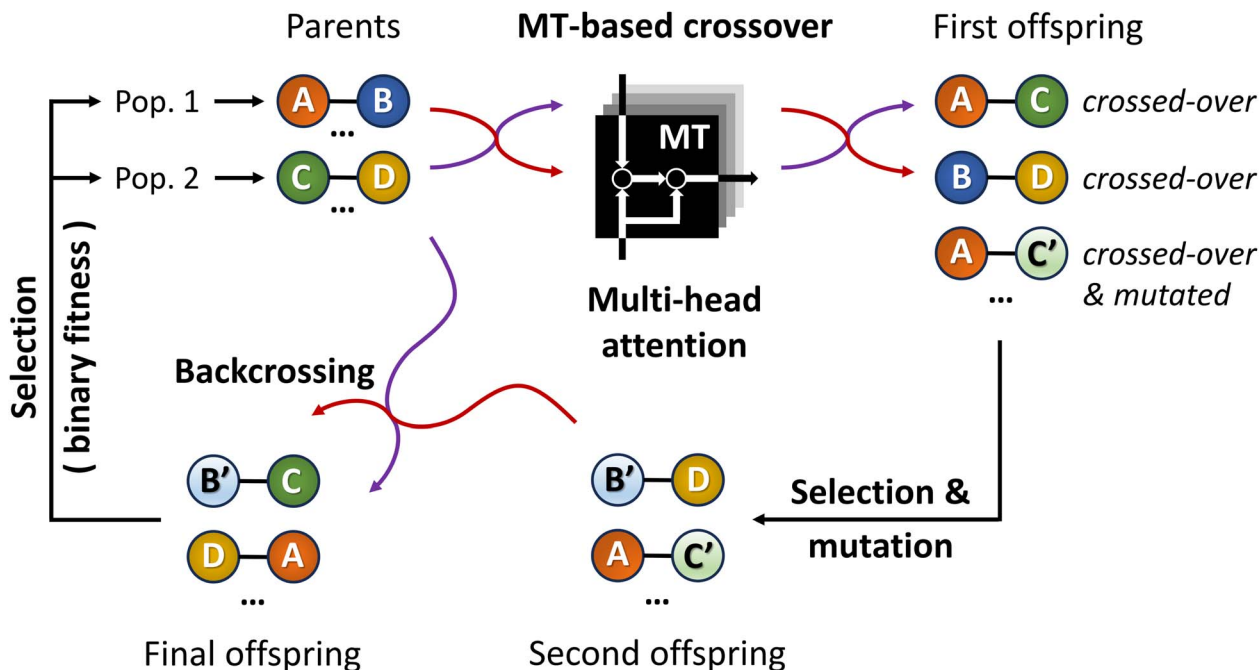 Parents
MT-based crossover
First offspring
Pop. 1
A B
...
MT
A C
crossed-over
Pop. 2
C D
...
B D
crossed-over
A C'
crossed-over
& mutated
...
Multi-head
attention
Selection
( binary fitness )
Backcrossing
B' C
D A
...
Final offspring
B' D
A C'
...
Second offspring
Selection &
mutation